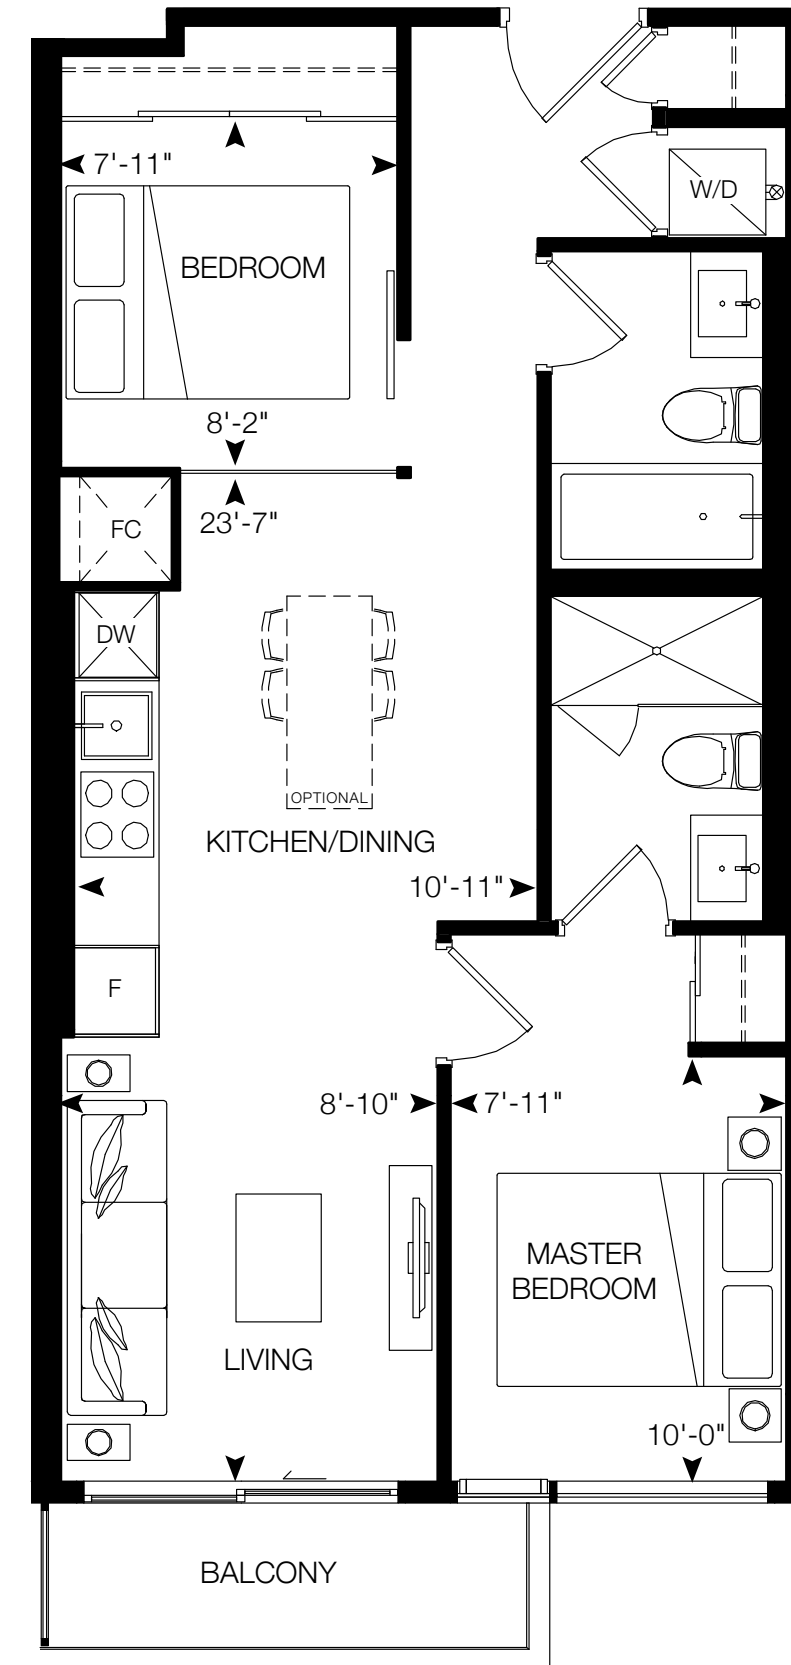 7'-11"
W/D
BEDROOM
8'-2"
23'-7"
FC
DW
OPTIONAL
KITCHEN/DINING
10'-11"
F
8'-10"
7'-11"
MASTER
BEDROOM
LIVING
10'-0"
BALCONY